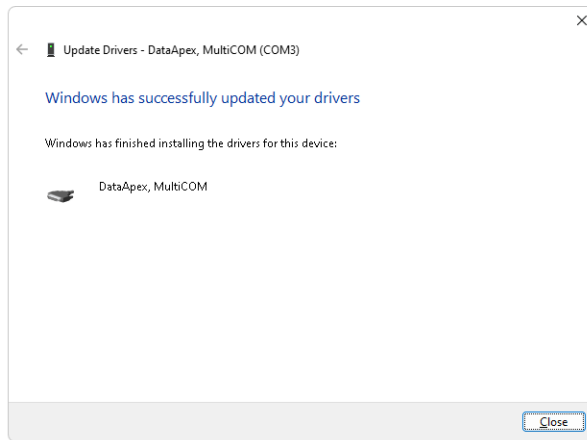 Update Drivers - DataApex, MultiCOM (COM3)
Windows has successfully updated your drivers
Windows has finished installing the drivers for this device:
DataApex, MultiCOM
Close